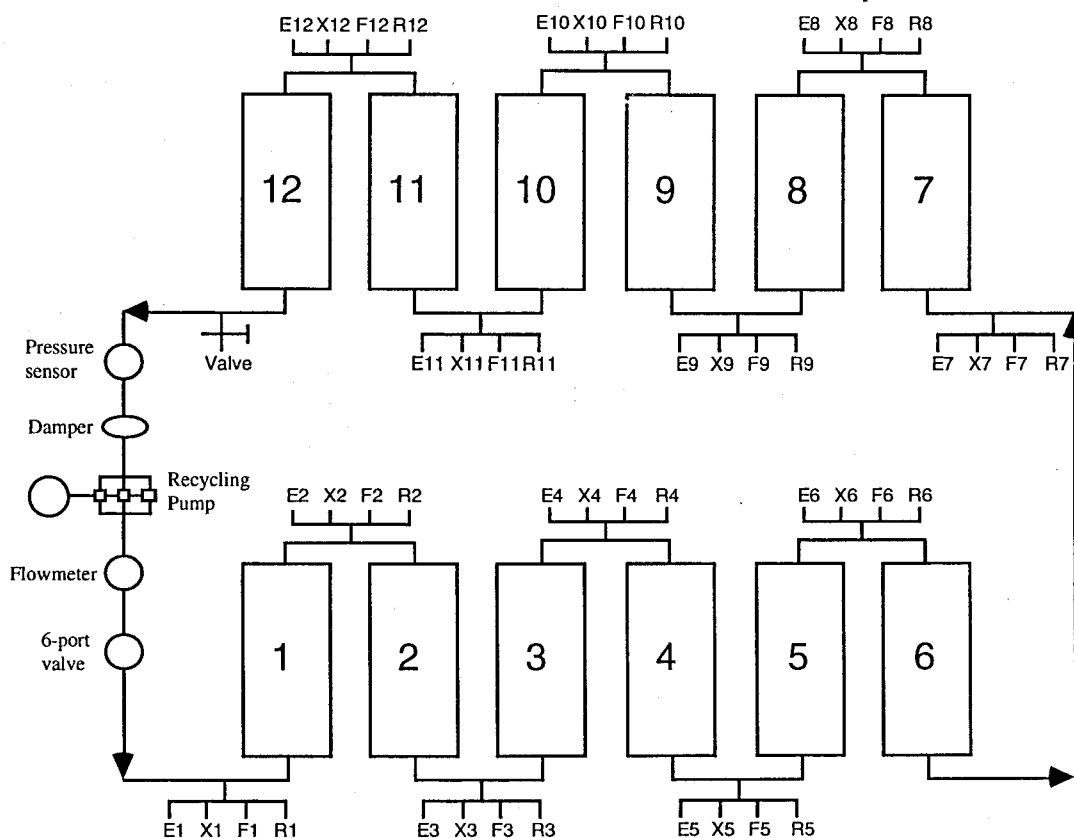 E12 X12 F12 R12
E10 X10 F10 R10
E8 X8 F8 R8
12
11
10
9
8
7
Valve
E11 X11 F11 R11
E9 X9 F9 R9
E7 X7 F7 R7
Pressure
sensor
Damper
Recycling
Pump
Flowmeter
6-port
valve
E2 X2 F2 R2
E4 X4 F4 R4
E6 X6 F6 R6
1
2
3
4
5
6
E1 X1 F1 R1
E3 X3 F3 R3
E5 X5 F5 R5